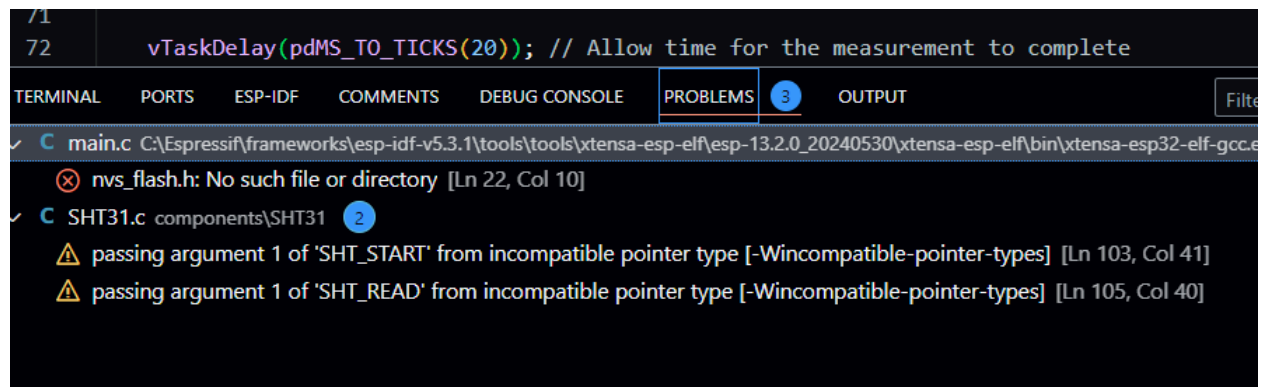 71
72 vTaskDelay(pdMS_TO_TICKS(20)); // Allow time for the measurement to complete
TERMINAL PORTS ESP-IDF COMMENTS DEBUG CONSOLE PROBLEMS 3 OUTPUT Filte
C main.c C:\Espressif\frameworks\esp-idf-v5.3.1\tools\tools\xtensa-esp-elf\esp-13.2.0_20240530\xtensa-esp-elf\bin\xtensa-esp32-elf-gcc.e
nvs_flash.h: No such file or directory [Ln 22, Col 10]
C SHT31.c components\SHT31 2
passing argument 1 of 'SHT_START' from incompatible pointer type [-Wincompatible-pointer-types] [Ln 103, Col 41]
passing argument 1 of 'SHT_READ' from incompatible pointer type [-Wincompatible-pointer-types] [Ln 105, Col 40]